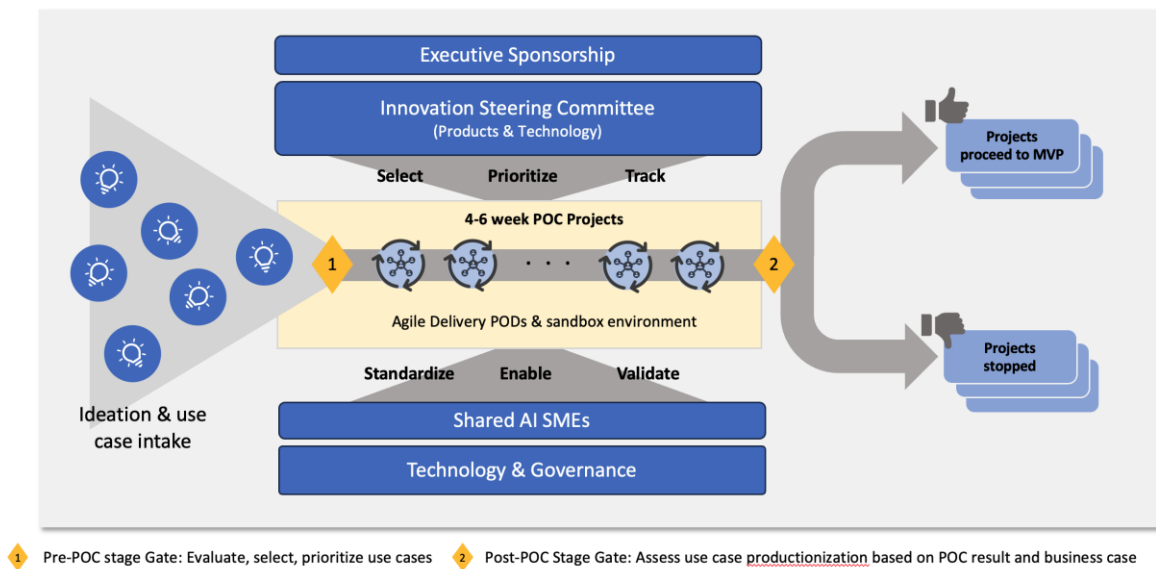 Executive Sponsorship
Innovation Steering Committee
(Products & Technology)
Select Prioritize Track
4-6 week POC Projects
1
2
. . .
Agile Delivery PODs & sandbox environment
Standardize Enable Validate
Shared AI SMEs
Technology & Governance
Ideation & use
case intake
Projects
proceed to MVP
Projects
stopped
1 Pre-POC stage Gate: Evaluate, select, prioritize use cases
2 Post-POC Stage Gate: Assess use case productionization based on POC result and business case